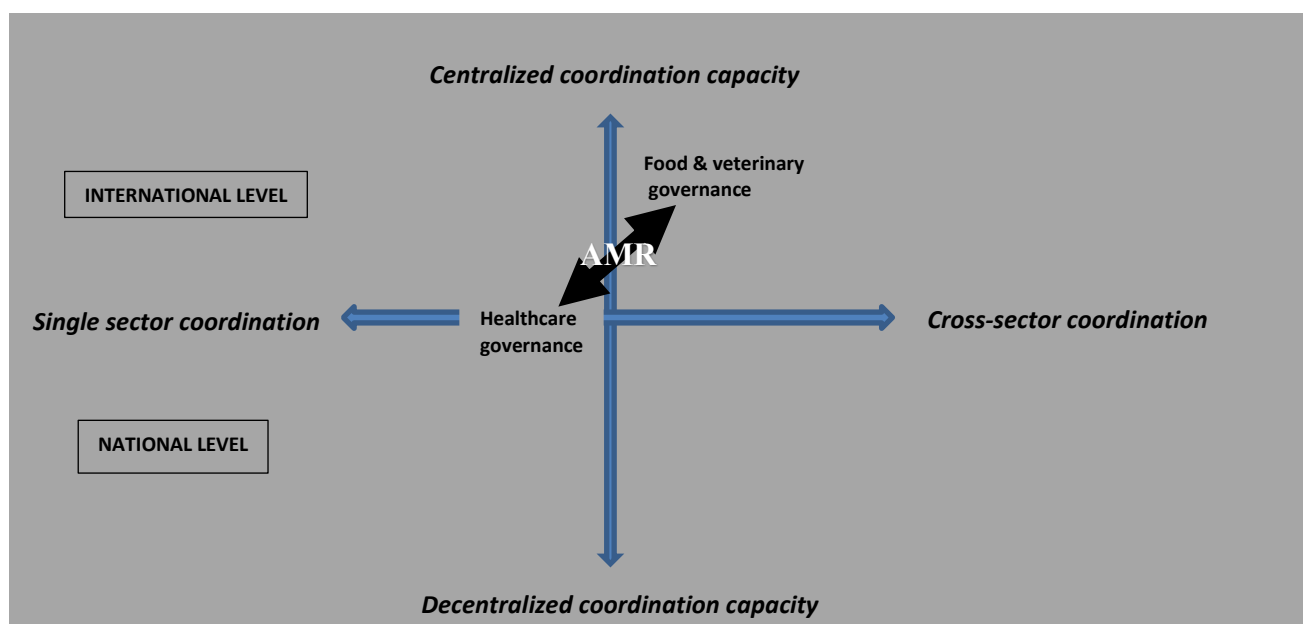 Centralized coordination capacity
Food & veterinary
governance
INTERNATIONAL LEVEL
AMR
Single sector coordination
Healthcare
governance
Cross-sector coordination
NATIONAL LEVEL
Decentralized coordination capacity